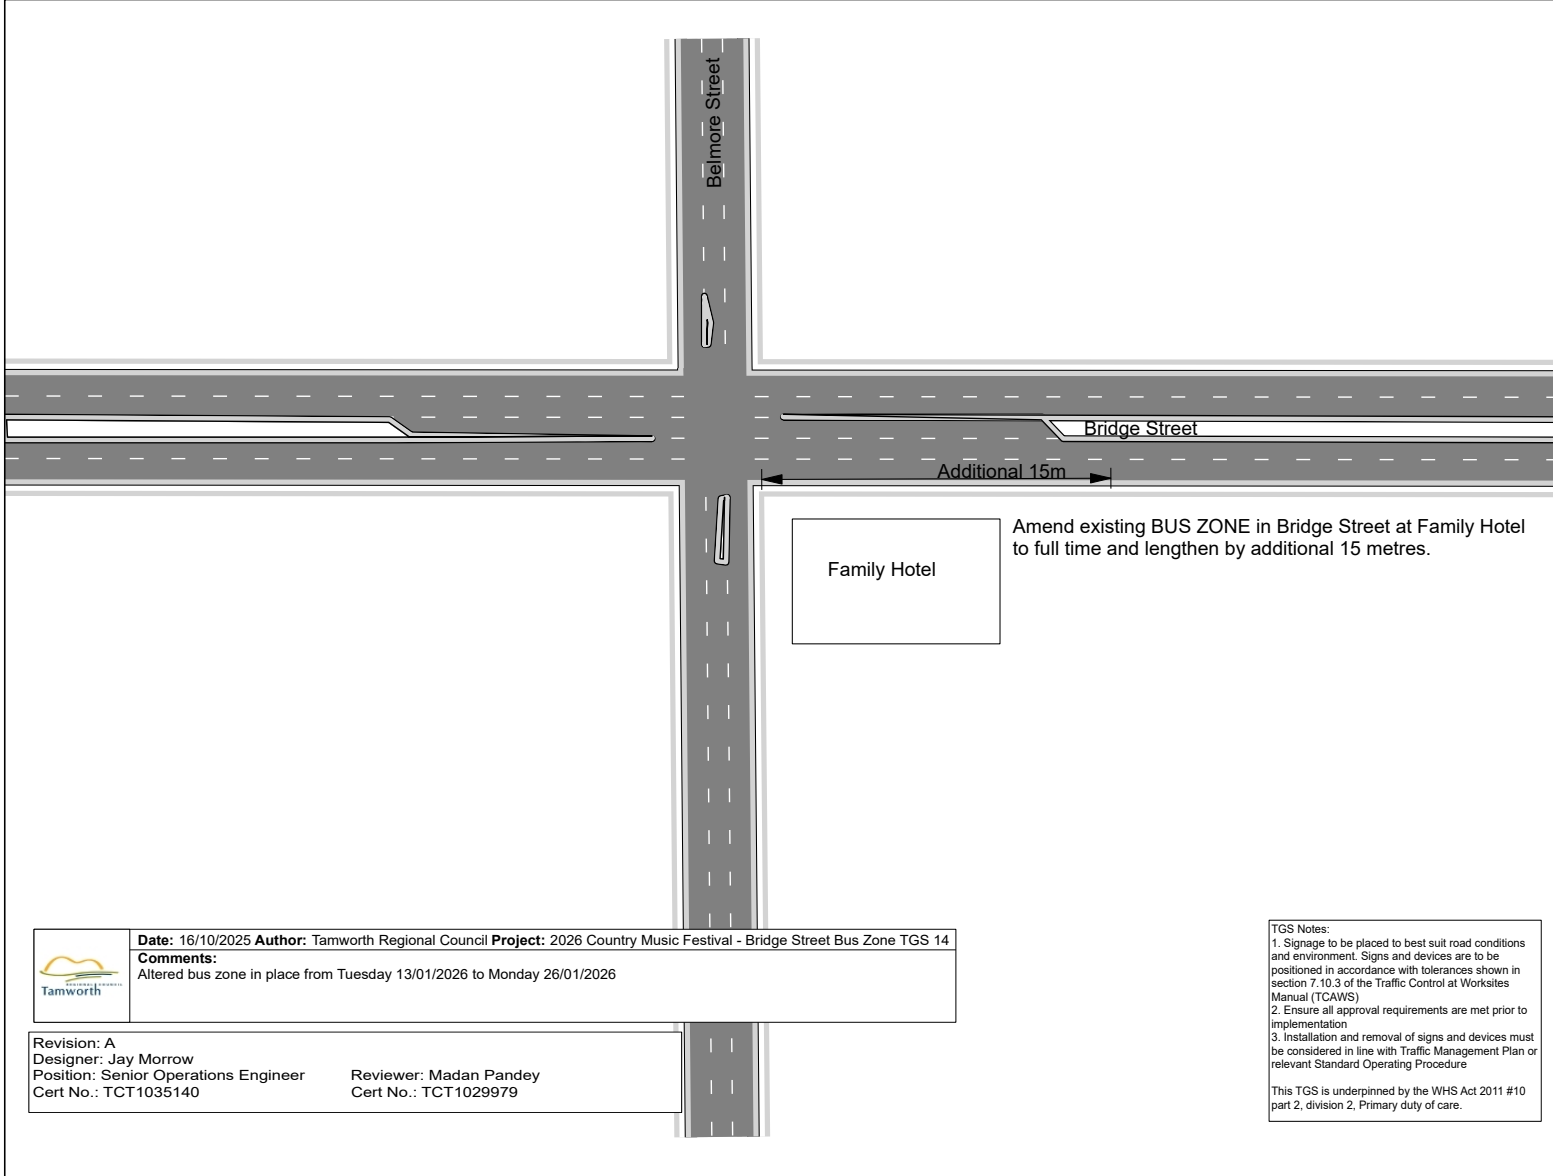 Belmore Street
Bridge Street
Additional 15m
Amend existing BUS ZONE in Bridge Street at Family Hotel
to full time and lengthen by additional 15 metres.
Family Hotel
Date: 16/10/2025 Author: Tamworth Regional Council Project: 2026 Country Music Festival - Bridge Street Bus Zone TGS 14
Comments:
Altered bus zone in place from Tuesday 13/01/2026 to Monday 26/01/2026
REGIONAL COUNCIL
Tamworth
Revision: A
Designer: Jay Morrow
Position: Senior Operations Engineer Reviewer: Madan Pandey
Cert No.: TCT1035140 Cert No.: TCT1029979
TGS Notes:
1. Signage to be placed to best suit road conditions
and environment. Signs and devices are to be
positioned in accordance with tolerances shown in
section 7.10.3 of the Traffic Control at Worksites
Manual (TCAWS)
2. Ensure all approval requirements are met prior to
implementation
3. Installation and removal of signs and devices must
be considered in line with Traffic Management Plan or
relevant Standard Operating Procedure
This TGS is underpinned by the WHS Act 2011 #10
part 2, division 2, Primary duty of care.